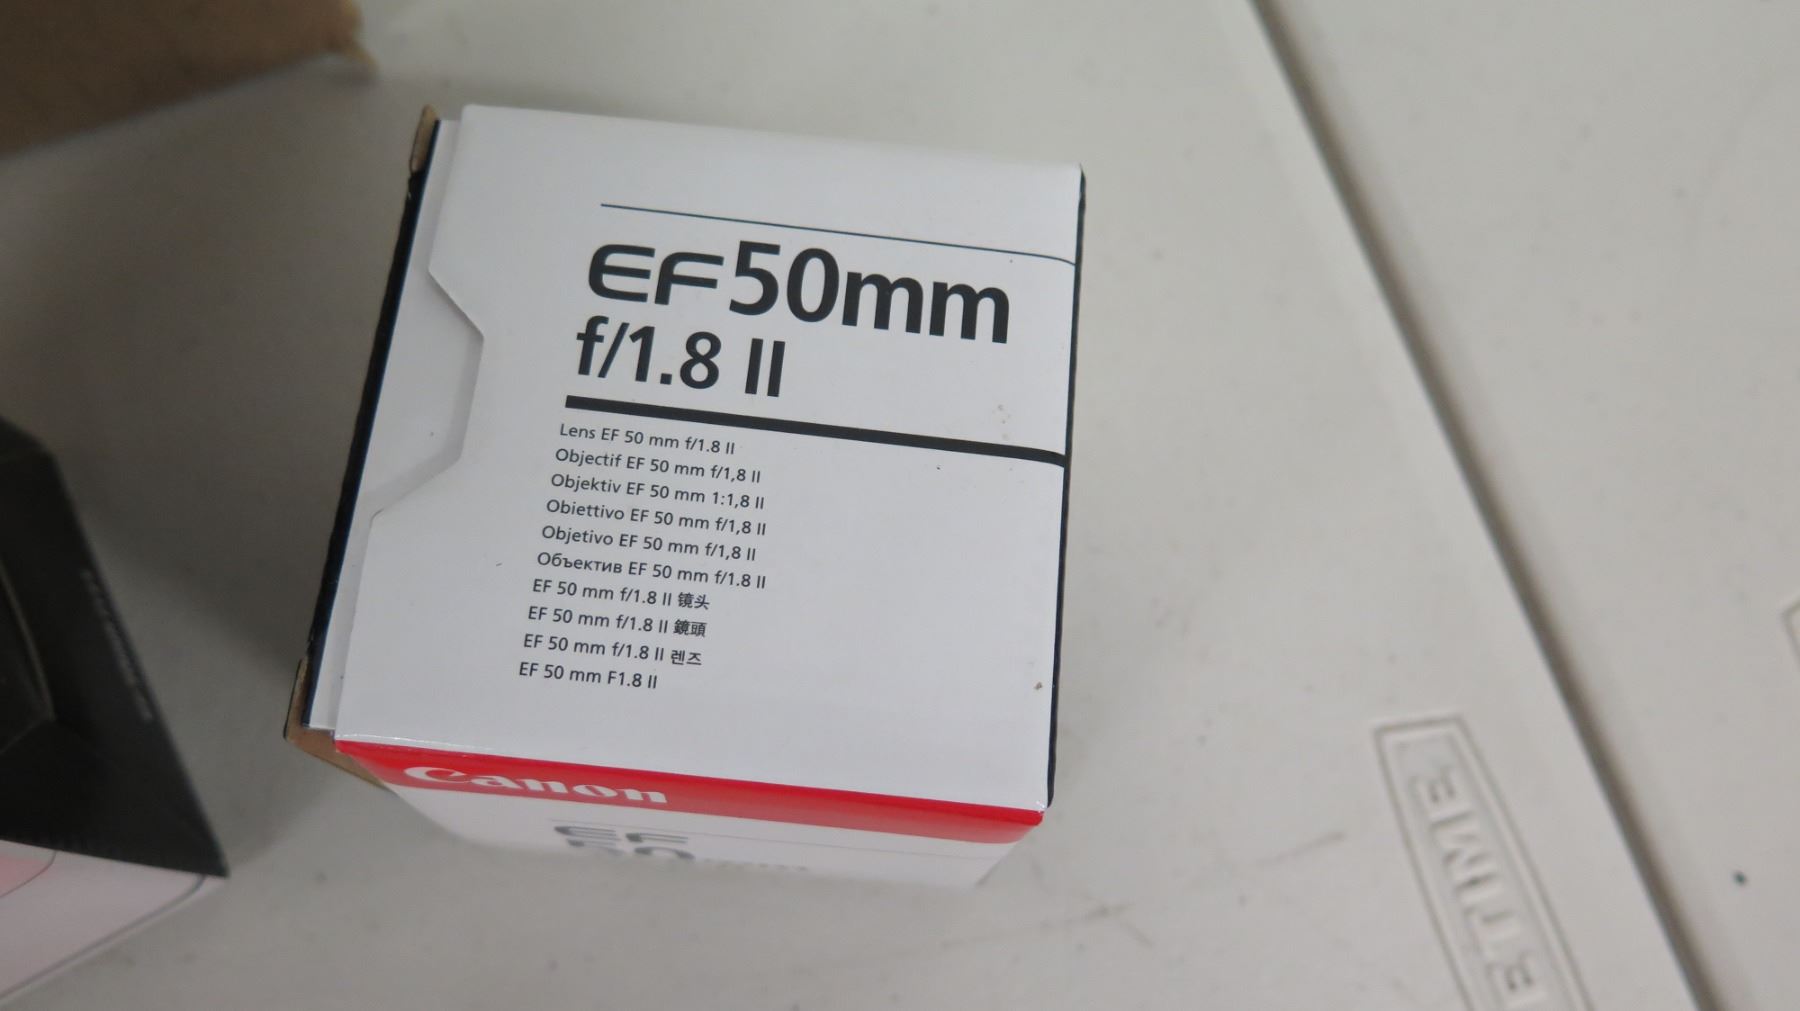 EF50mm
f/1.8 II
Lens EF 50 mm f/1.8 II
Objectif EF 50 mm f/1,8 II
Objektiv EF 50 mm 1:1,8 II
Obiettivo EF 50 mm f/1,8 II
Objetivo EF 50 mm f/1,8 II
Объектив EF 50 mm f/1.8 II
EF 50 mm f/1.8 II 镜头
EF 50 mm f/1.8 II 鏡頭
EF 50 mm f/1.8 II 렌즈
EF 50 mm F1.8 II
Canon
EF
ETIME